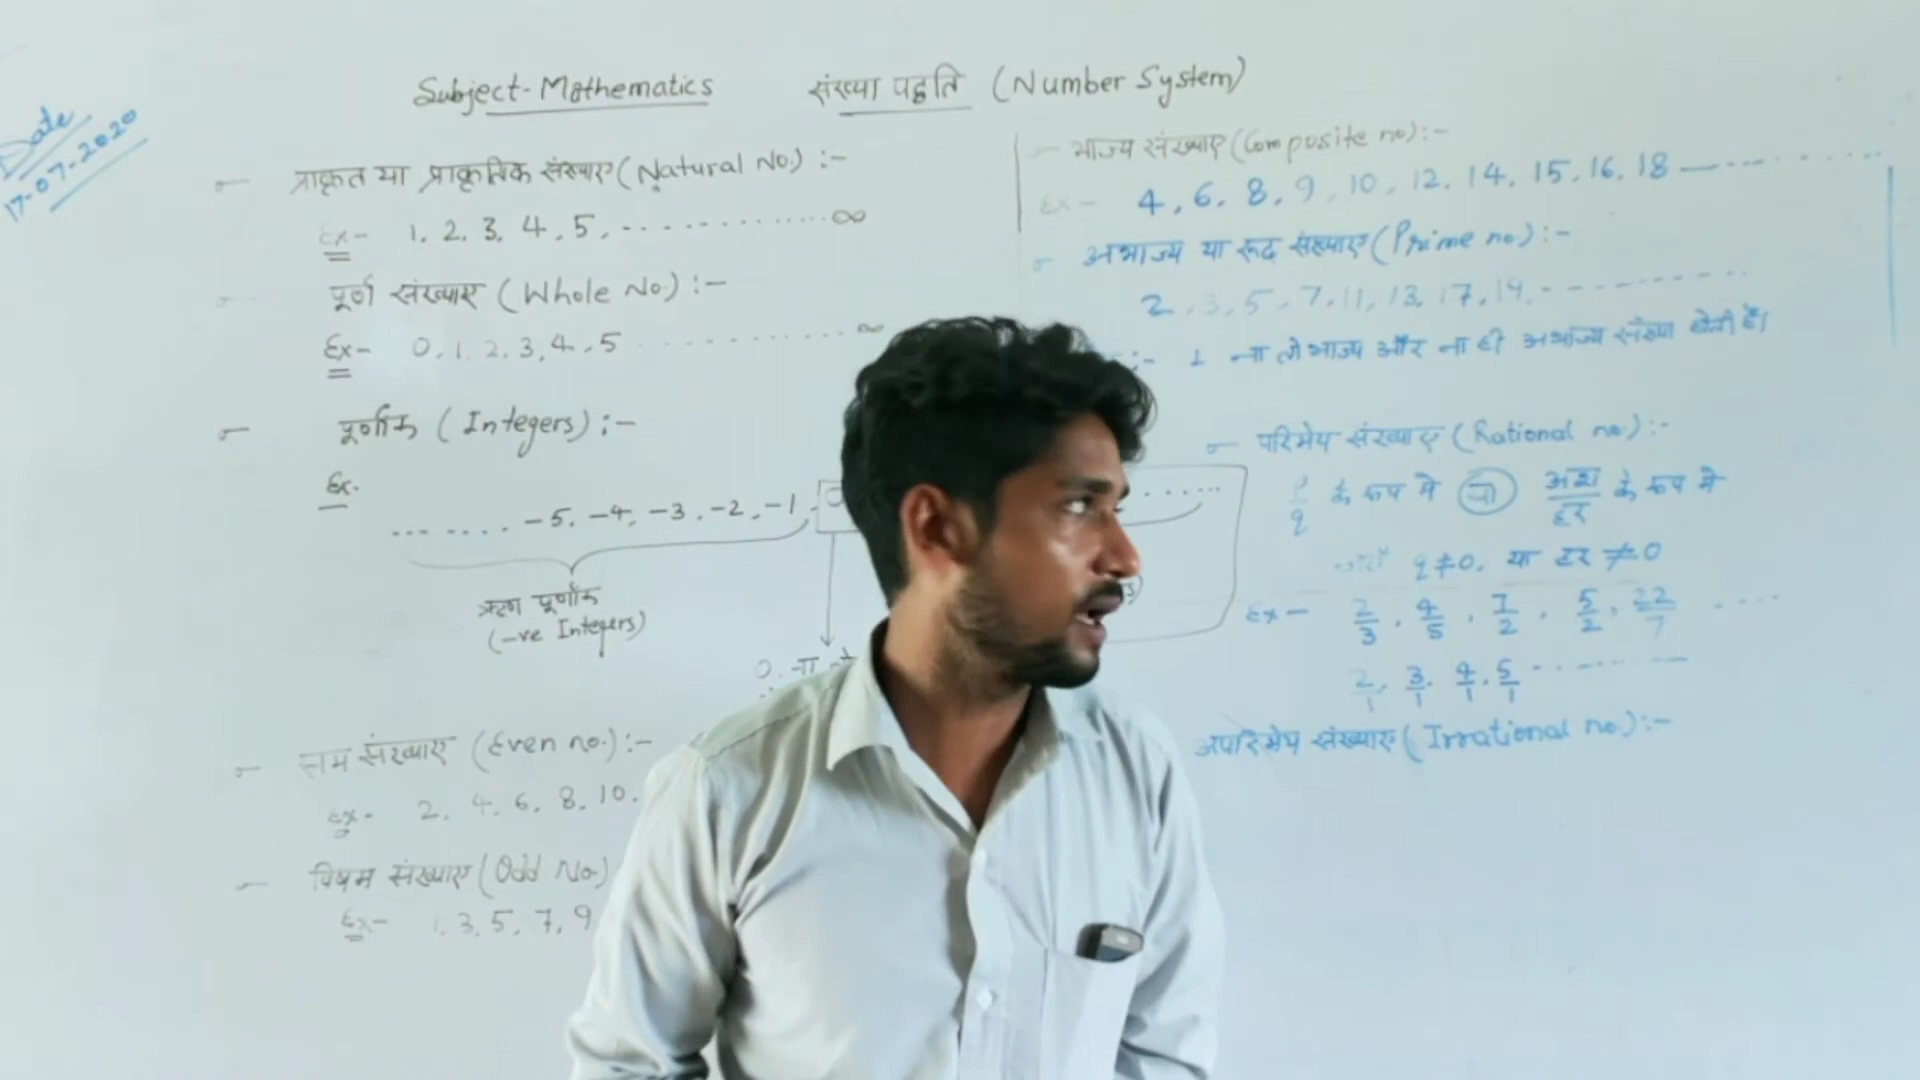 Date
17-07-2020
Subject-Mathematics संख्या पद्धति (Number System)
प्राकृत या प्राकृतिक संख्याए (Natural No.) :-
Ex- 1, 2, 3, 4, 5, ............ ∞
पूर्ण संख्याए (Whole No.) :-
Ex- 0, 1, 2, 3, 4, 5 ............ ∞
पूर्णांक (Integers) :-
Ex.
........ -5, -4, -3, -2, -1,
ऋण पूर्णांक
(-ve Integers)
0 ना
सम संख्याए (Even no.) :-
Ex- 2, 4, 6, 8, 10.
विषम संख्याए (Odd No.)
Ex- 1, 3, 5, 7, 9
भाज्य संख्याए (Composite no) :-
Ex- 4, 6, 8, 9, 10, 12, 14, 15, 16, 18 ---.....
अभाज्य या रूढ संख्याए (Prime no.) :-
2, 3, 5, 7, 11, 13, 17, 19, ---------
:- 1 ना तो भाज्य और ना ही अभाज्य संख्या होती है।
परिमेय संख्याए (Rational no.) :-
p/q के रूप मे या अंश/हर के रूप मे
जहाँ q ≠ 0, या हर ≠ 0
Ex- 2/3, 4/5, 7/2, 5/2, 22/7 ....
2/1, 3/1, 4/1, 5/1 ........
अपरिमेय संख्याए (Irrational no.) :-